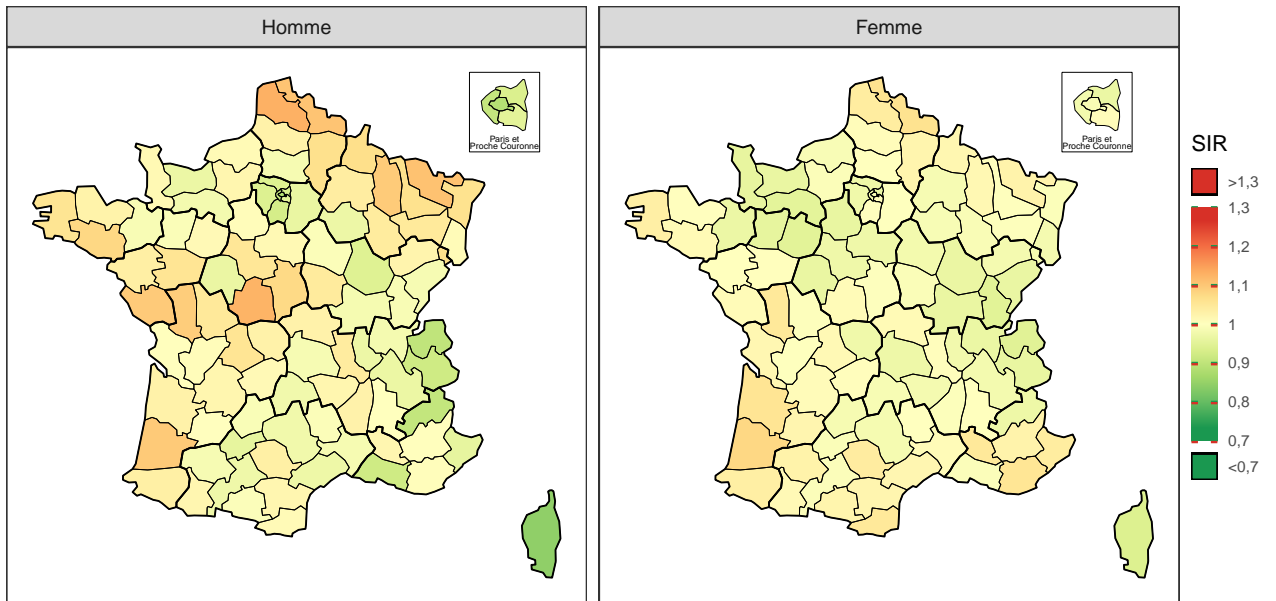 Homme
Femme
Paris et
Proche Couronne
Paris et
Proche Couronne
SIR
>1,3
1,3
1,2
1,1
1
0,9
0,8
0,7
<0,7